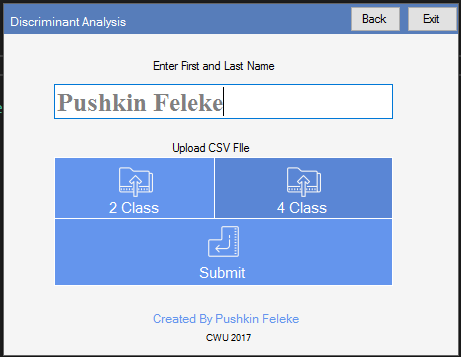 Discriminant Analysis Back Exit
Enter First and Last Name
Pushkin Feleke
Upload CSV FIle
2 Class 4 Class
Submit
Created By Pushkin Feleke
CWU 2017